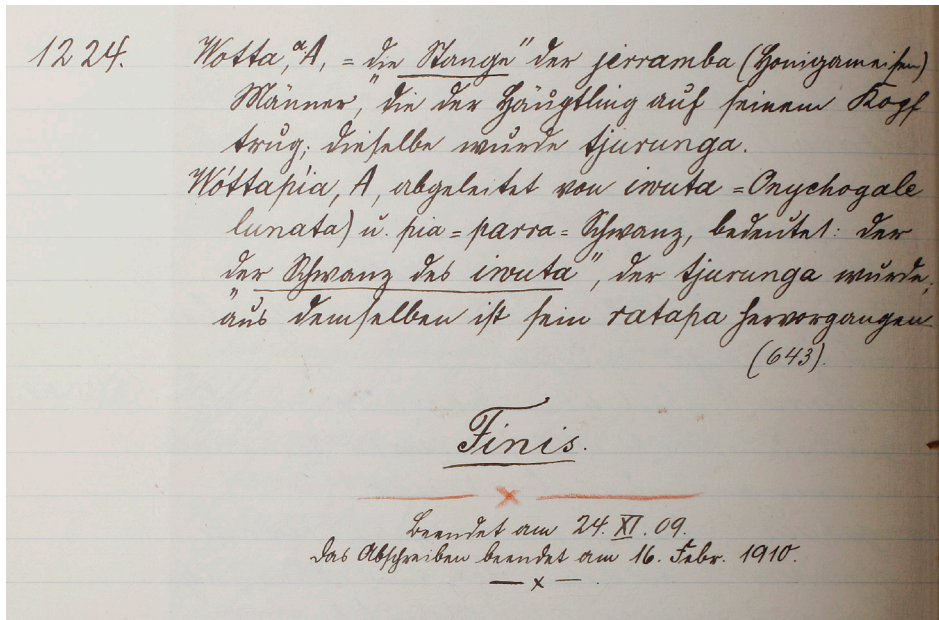 1224. Wotta, a. A, = „die Stange" der jerramba (Honigameisen)
Männer, die der Häuptling auf seinem Kopf
trug; dieselbe wurde tjurunga.
Wóttapia, A, abgeleitet von iwuta = Onychogale
lunata) u. pia = parra = Schwanz, bedeutet: der
„der Schwanz des iwuta", der tjurunga wurde;
aus demselben ist sein ratapa hervorgangen
(643).
Finis.
x
Beendet am 24. XI. 09.
Das Abschreiben beendet am 16. Febr. 1910.
— x —